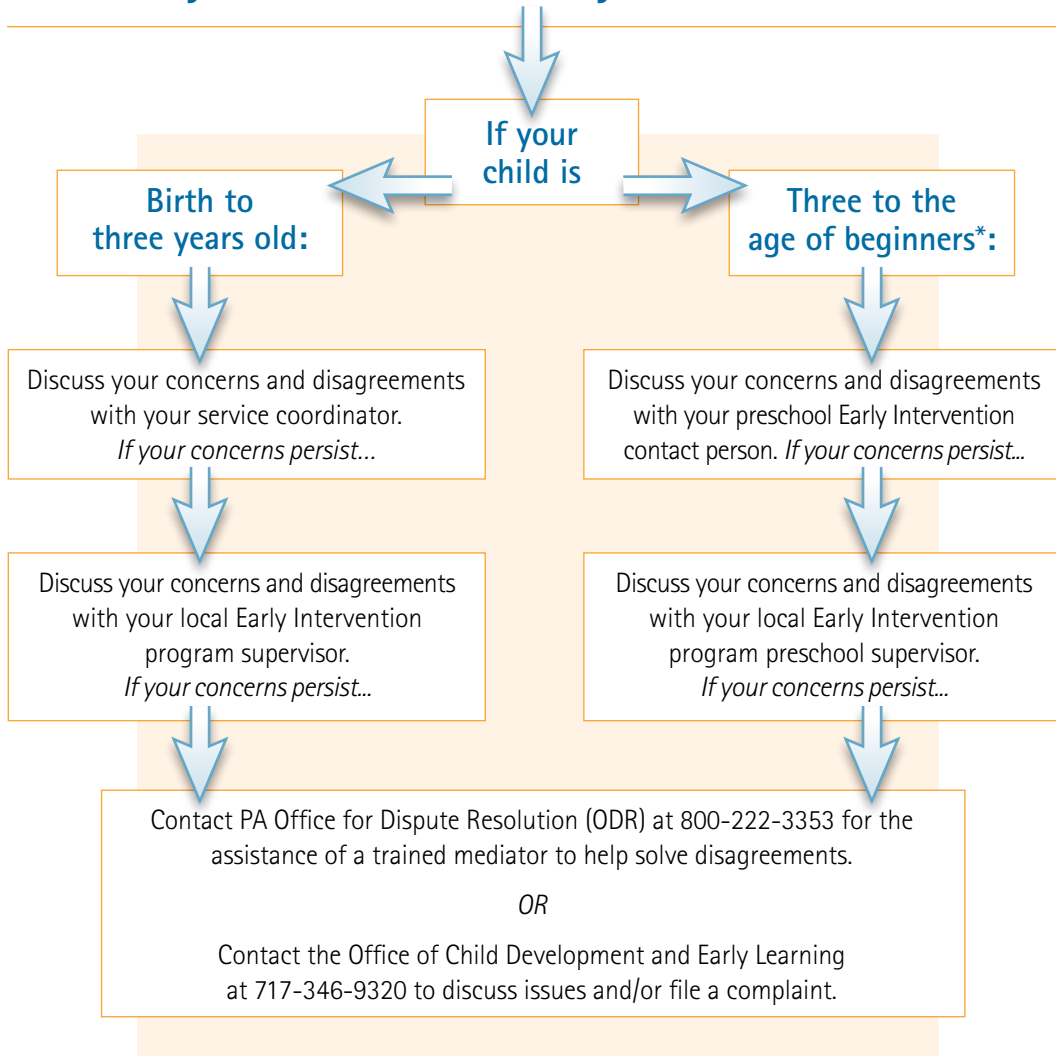 If your
child is
Birth to
three years old:
Three to the
age of beginners*:
Discuss your concerns and disagreements
with your service coordinator.
If your concerns persist...
Discuss your concerns and disagreements
with your preschool Early Intervention
contact person. If your concerns persist...
Discuss your concerns and disagreements
with your local Early Intervention
program supervisor.
If your concerns persist...
Discuss your concerns and disagreements
with your local Early Intervention
program preschool supervisor.
If your concerns persist...
Contact PA Office for Dispute Resolution (ODR) at 800-222-3353 for the
assistance of a trained mediator to help solve disagreements.
OR
Contact the Office of Child Development and Early Learning
at 717-346-9320 to discuss issues and/or file a complaint.